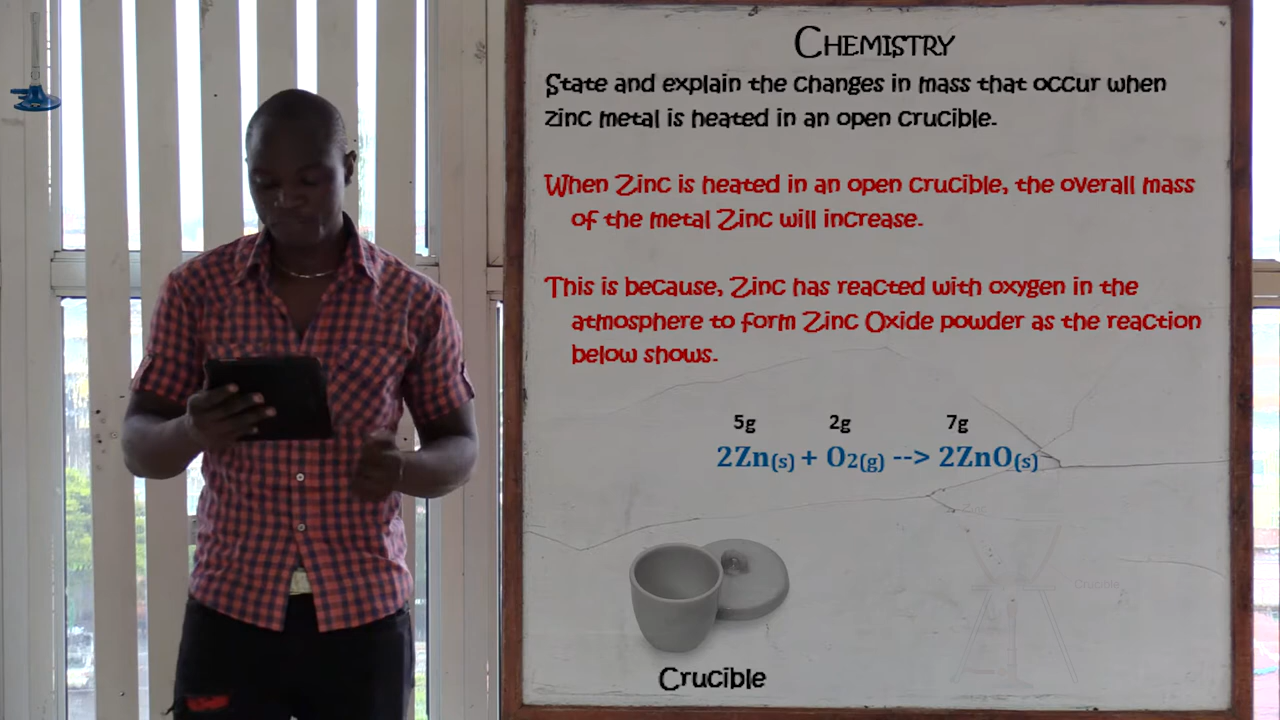 Chemistry
State and explain the changes in mass that occur when
zinc metal is heated in an open crucible.
When Zinc is heated in an open crucible, the overall mass
of the metal Zinc will increase.
This is because, Zinc has reacted with oxygen in the
atmosphere to form Zinc Oxide powder as the reaction
below shows.
5g 2g 7g
2Zn(s) + O2(g) --> 2ZnO(s)
Zinc
Crucible
Crucible